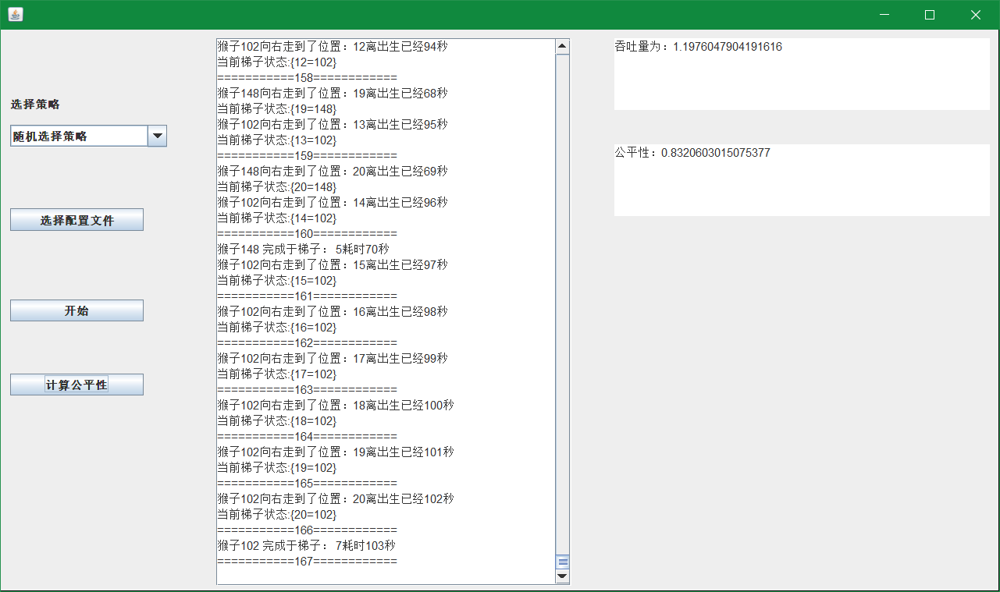 选择策略
随机选择策略
选择配置文件
开始
计算公平性
猴子102向右走到了位置：12离出生已经94秒
当前梯子状态:{12=102}
===========158============
猴子148向右走到了位置：19离出生已经68秒
当前梯子状态:{19=148}
猴子102向右走到了位置：13离出生已经95秒
当前梯子状态:{13=102}
===========159============
猴子148向右走到了位置：20离出生已经69秒
当前梯子状态:{20=148}
猴子102向右走到了位置：14离出生已经96秒
当前梯子状态:{14=102}
===========160============
猴子148 完成于梯子： 5耗时70秒
猴子102向右走到了位置：15离出生已经97秒
当前梯子状态:{15=102}
===========161============
猴子102向右走到了位置：16离出生已经98秒
当前梯子状态:{16=102}
===========162============
猴子102向右走到了位置：17离出生已经99秒
当前梯子状态:{17=102}
===========163============
猴子102向右走到了位置：18离出生已经100秒
当前梯子状态:{18=102}
===========164============
猴子102向右走到了位置：19离出生已经101秒
当前梯子状态:{19=102}
===========165============
猴子102向右走到了位置：20离出生已经102秒
当前梯子状态:{20=102}
===========166============
猴子102 完成于梯子： 7耗时103秒
===========167============
吞吐量为：1.1976047904191616
公平性：0.8320603015075377